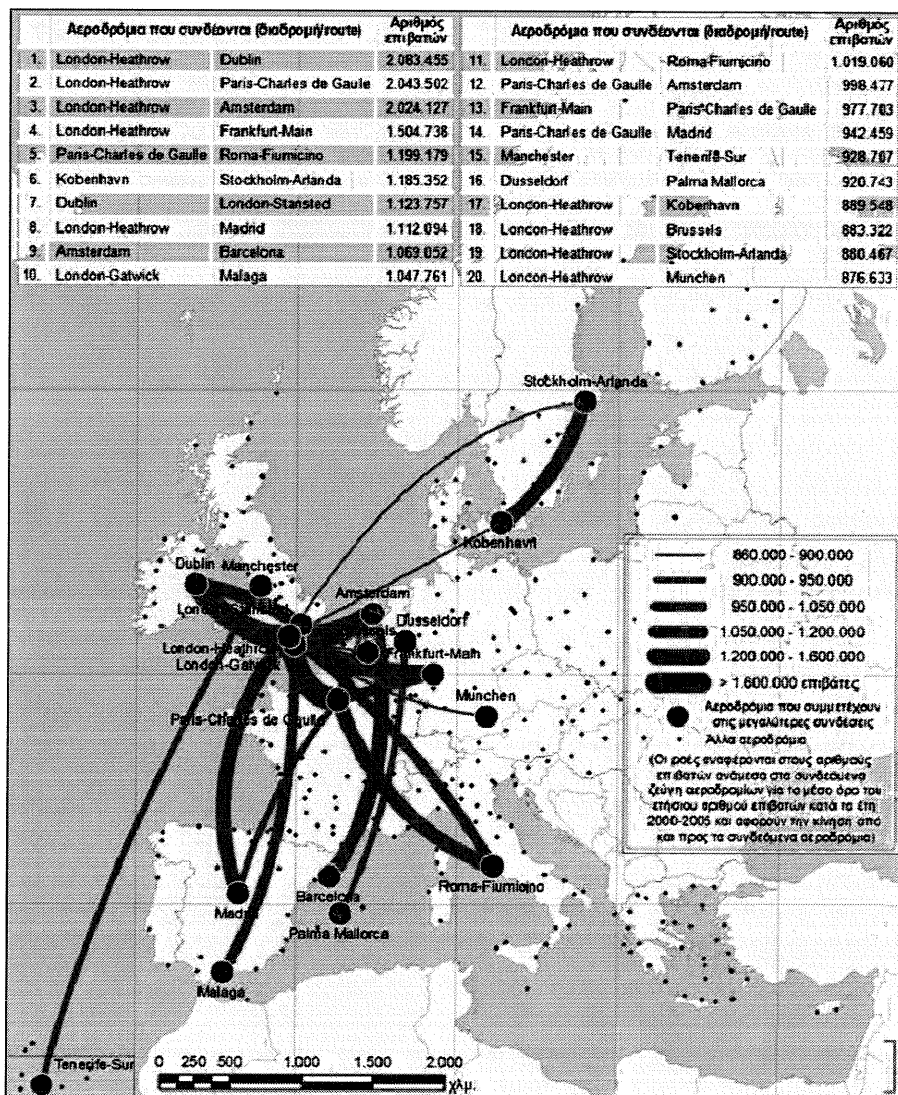 Αεροδρόμια που συνδέονται (διαδρομή/route) Αριθμός επιβατών
1. London-Heathrow Dublin 2.083.455
2. London-Heathrow Paris-Charles de Gaulle 2.043.502
3. London-Heathrow Amsterdam 2.024.127
4. London-Heathrow Frankfurt-Main 1.504.738
5. Paris-Charles de Gaulle Roma-Fiumicino 1.199.179
6. Kobenhavn Stockholm-Arlanda 1.185.352
7. Dublin London-Stansted 1.123.757
8. London-Heathrow Madrid 1.112.094
9. Amsterdam Barcelona 1.069.052
10. London-Gatwick Malaga 1.047.761
Αεροδρόμια που συνδέονται (διαδρομή/route) Αριθμός επιβατών
11. London-Heathrow Roma-Fiumicino 1.019.060
12. Paris-Charles de Gaulle Amsterdam 998.477
13. Frankfurt-Main Paris-Charles de Gaulle 977.703
14. Paris-Charles de Gaulle Madrid 942.459
15. Manchester Tenerife-Sur 928.707
16. Dusseldorf Palma Mallorca 920.743
17. London-Heathrow Kobenhavn 889.548
18. London-Heathrow Brussels 883.322
19. London-Heathrow Stockholm-Arlanda 880.467
20. London-Heathrow Munchen 876.633
Stockholm-Arlanda
Kobenhavn
Dublin
Manchester
Amsterdam
Dusseldorf
London-Heathrow
London-Gatwick
Frankfurt-Main
Munchen
Paris-Charles de Gaulle
Roma-Fiumicino
Barcelona
Madrid
Palma Mallorca
Malaga
Tenerife-Sur
860.000 - 900.000
900.000 - 950.000
950.000 - 1.050.000
1.050.000 - 1.200.000
1.200.000 - 1.600.000
> 1.600.000 επιβάτες
Αεροδρόμια που συμμετέχουν
στις μεγαλύτερες συνδέσεις
Άλλα αεροδρόμια
(Οι ροές αναφέρονται στους αριθμούς
επιβατών ανάμεσα στα συνδεόμενα
ζεύγη αεροδρομίων για το μέσο όρο του
ετήσιου αριθμού επιβατών κατά τα έτη
2000-2005 και αφορούν την κίνηση από
και προς τα συνδεόμενα αεροδρόμια)
0 250 500 1.000 1.500 2.000
χλμ.